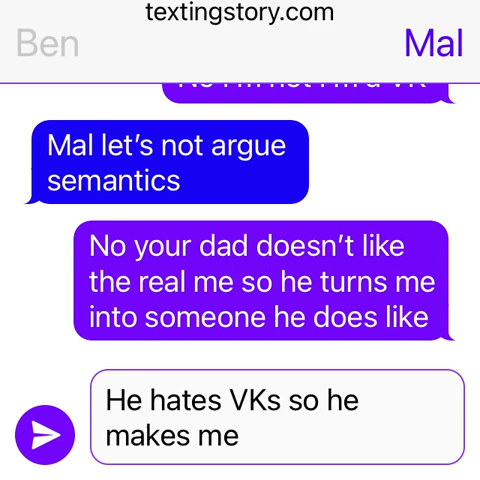 textingstory.com
Ben
Mal
Mal let's not argue
semantics
No your dad doesn't like
the real me so he turns me
into someone he does like
He hates VKs so he
makes me